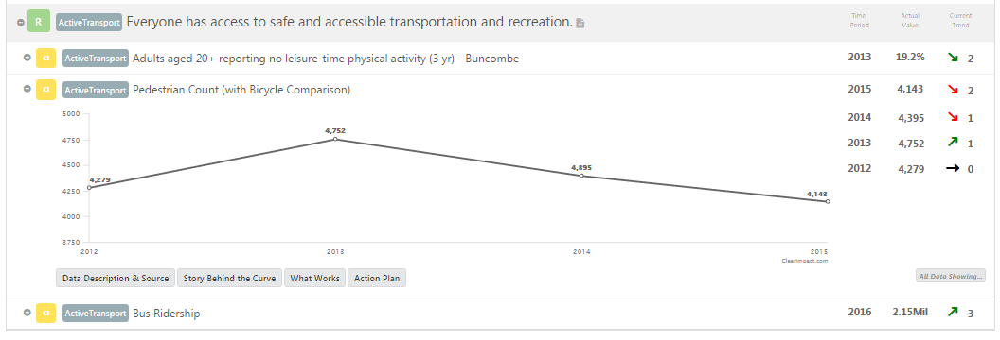 R ActiveTransport Everyone has access to safe and accessible transportation and recreation. Time Period Actual Value Current Trend
CI ActiveTransport Adults aged 20+ reporting no leisure-time physical activity (3 yr) - Buncombe 2013 19.2% 2
CI ActiveTransport Pedestrian Count (with Bicycle Comparison) 2015 4,143 2
2014 4,395 1
2013 4,752 1
2012 4,279 0
5000
4750
4500
4250
4000
3750
4,279
4,752
4,395
4,143
2012 2013 2014 2015
ClearImpact.com
Data Description & Source Story Behind the Curve What Works Action Plan All Data Showing...
CI ActiveTransport Bus Ridership 2016 2.15Mil 3